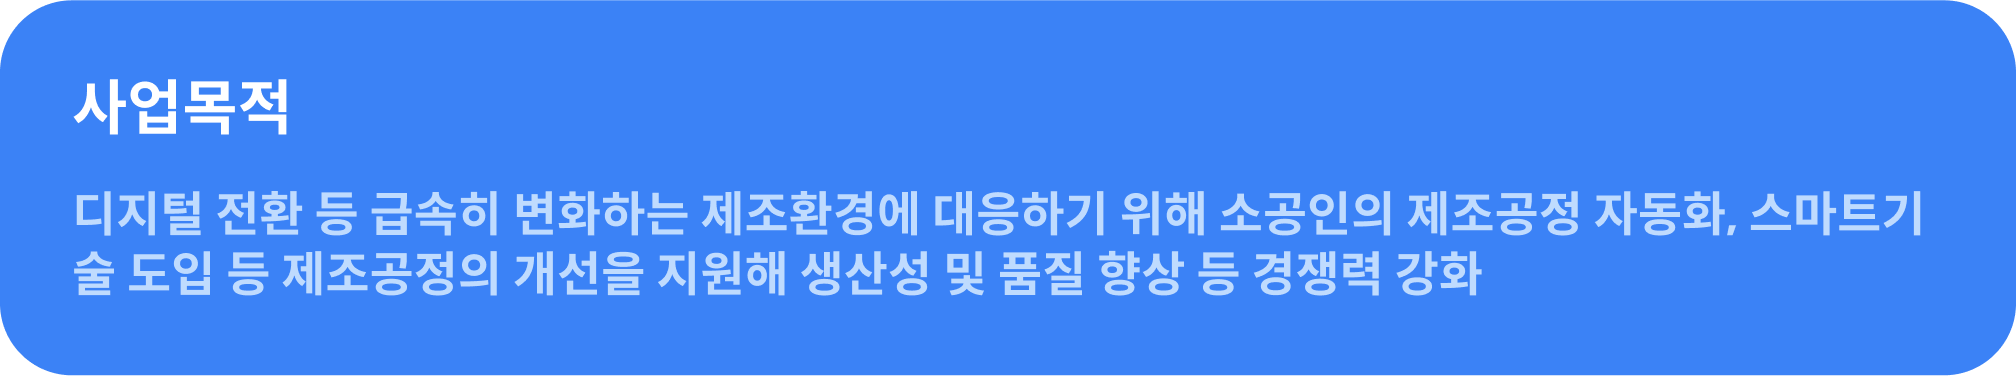 사업목적
디지털 전환 등 급속히 변화하는 제조환경에 대응하기 위해 소공인의 제조공정 자동화, 스마트기
술 도입 등 제조공정의 개선을 지원해 생산성 및 품질 향상 등 경쟁력 강화